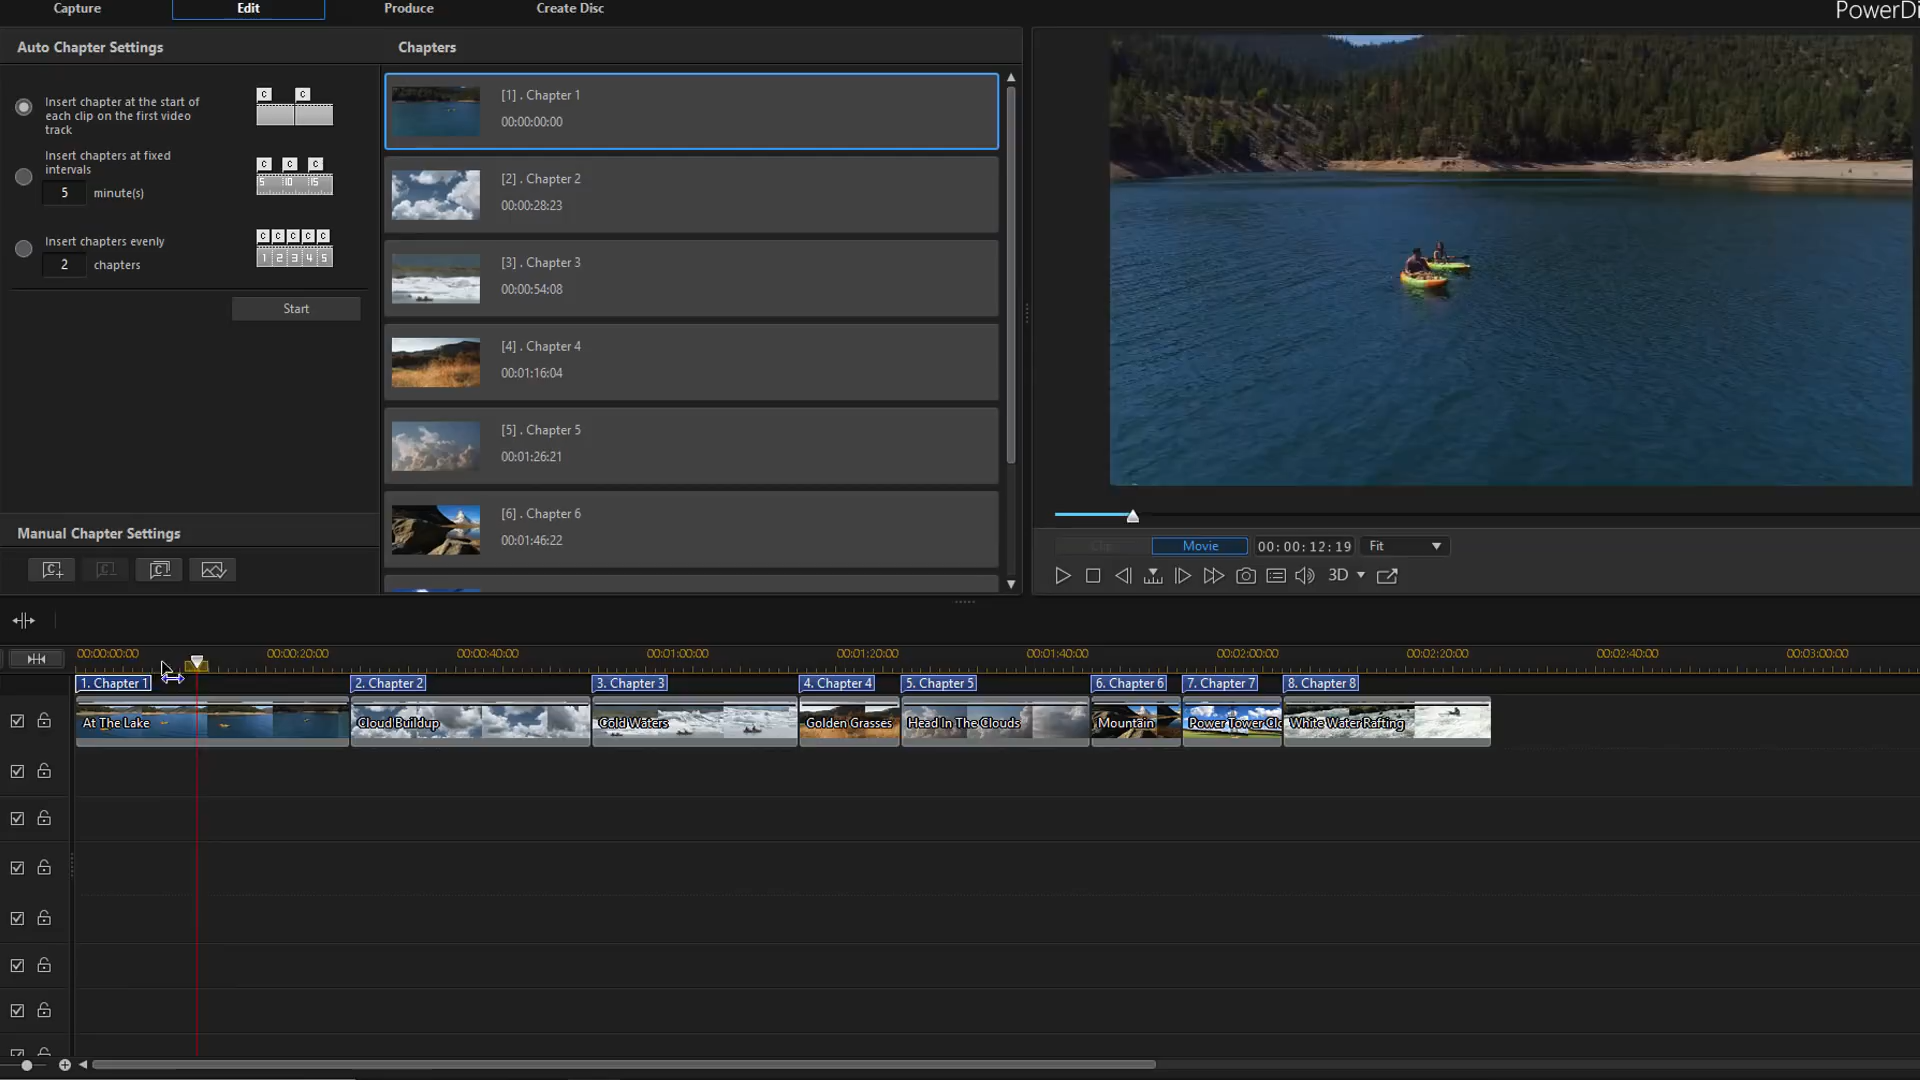 Capture
Edit
Produce
Create Disc
PowerDi
Auto Chapter Settings
Insert chapter at the start of
each clip on the first video
track
C C
Insert chapters at fixed
intervals
5 minute(s)
C C C
5 10 15
Insert chapters evenly
2 chapters
C C C C C
1 2 3 4 5
Start
Manual Chapter Settings
Chapters
[1] . Chapter 1
00:00:00:00
[2] . Chapter 2
00:00:28:23
[3] . Chapter 3
00:00:54:08
[4] . Chapter 4
00:01:16:04
[5] . Chapter 5
00:01:26:21
[6] . Chapter 6
00:01:46:22
Clip
Movie
00:00:12:19
Fit
3D
00:00:00:00 00:00:20:00 00:00:40:00 00:01:00:00 00:01:20:00 00:01:40:00 00:02:00:00 00:02:20:00 00:02:40:00 00:03:00:00
1. Chapter 1 2. Chapter 2 3. Chapter 3 4. Chapter 4 5. Chapter 5 6. Chapter 6 7. Chapter 7 8. Chapter 8
At The Lake Cloud Buildup Cold Waters Golden Grasses Head In The Clouds Mountain Power Tower Clo White Water Rafting